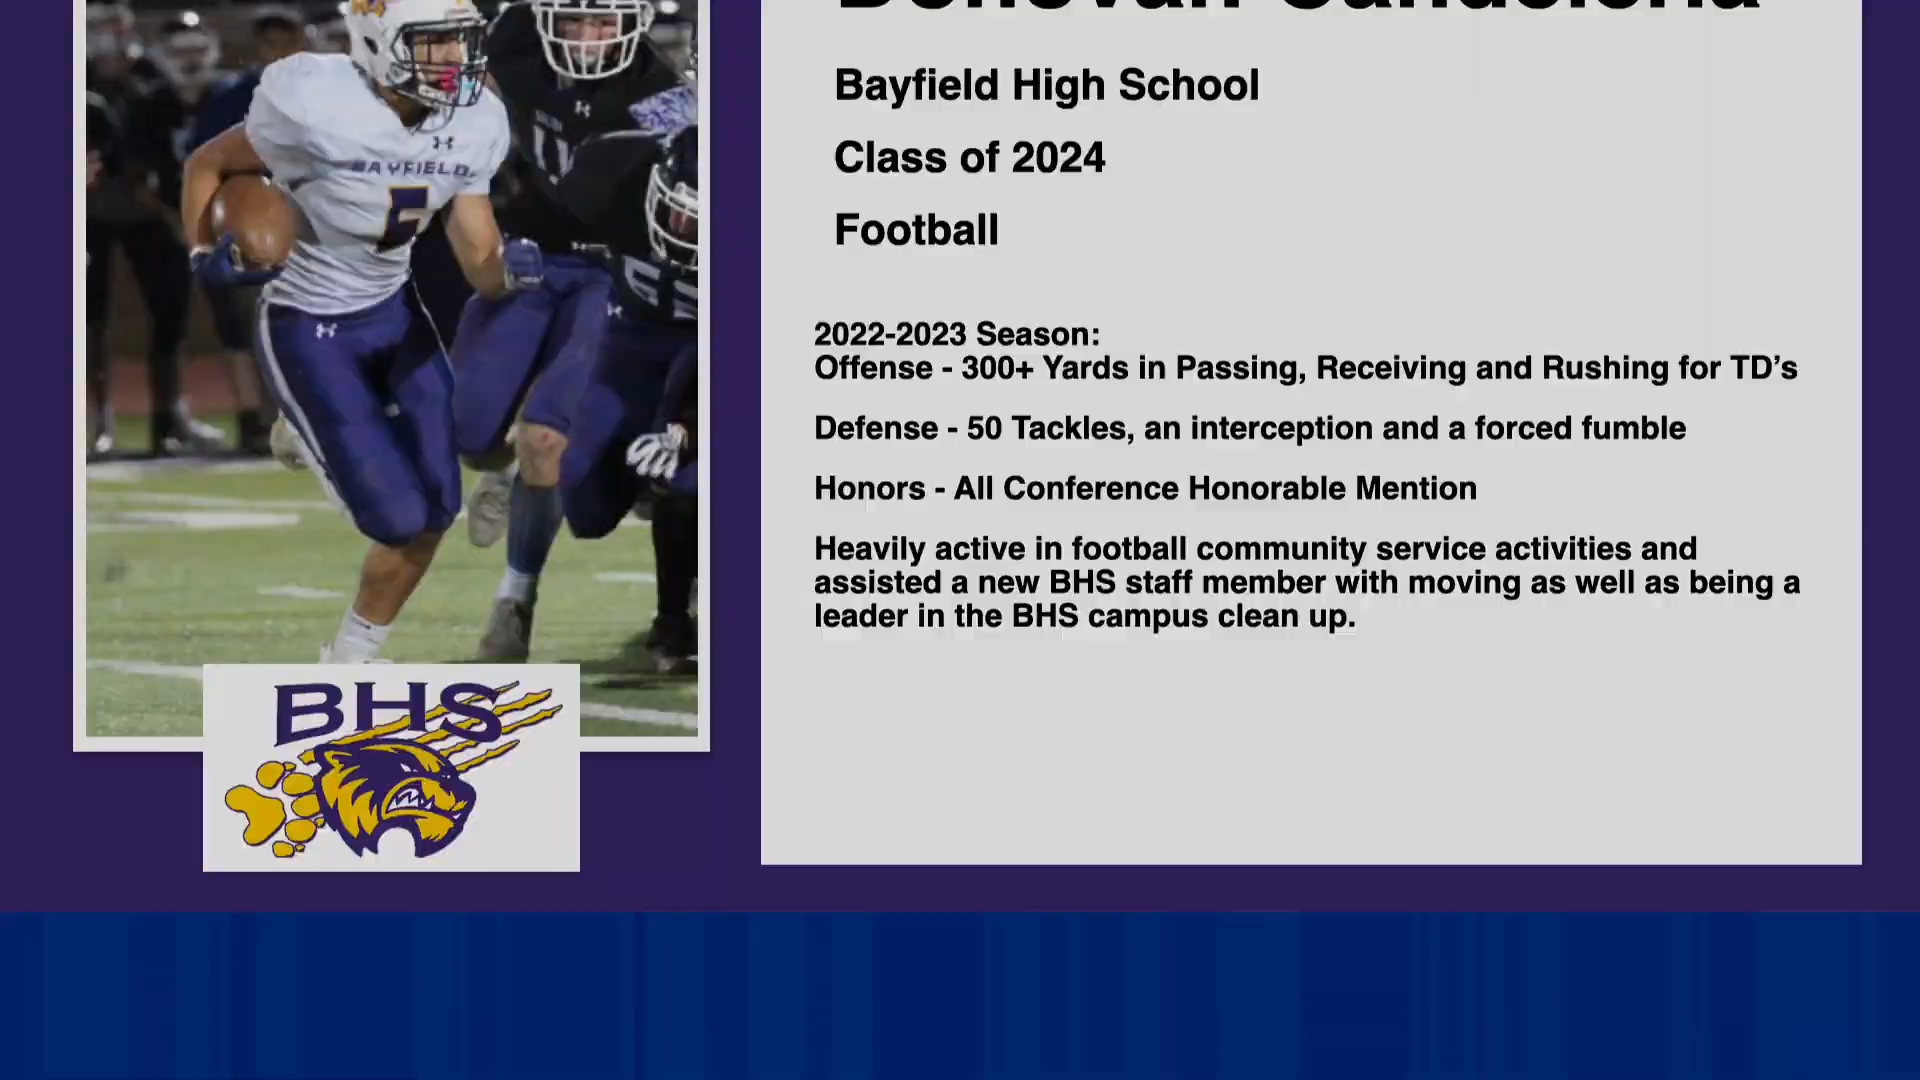 Bayfield High School
Class of 2024
Football
2022-2023 Season:
Offense - 300+ Yards in Passing, Receiving and Rushing for TD’s
Defense - 50 Tackles, an interception and a forced fumble
Honors - All Conference Honorable Mention
Heavily active in football community service activities and
assisted a new BHS staff member with moving as well as being a
leader in the BHS campus clean up.
BAYFIELD
BHS